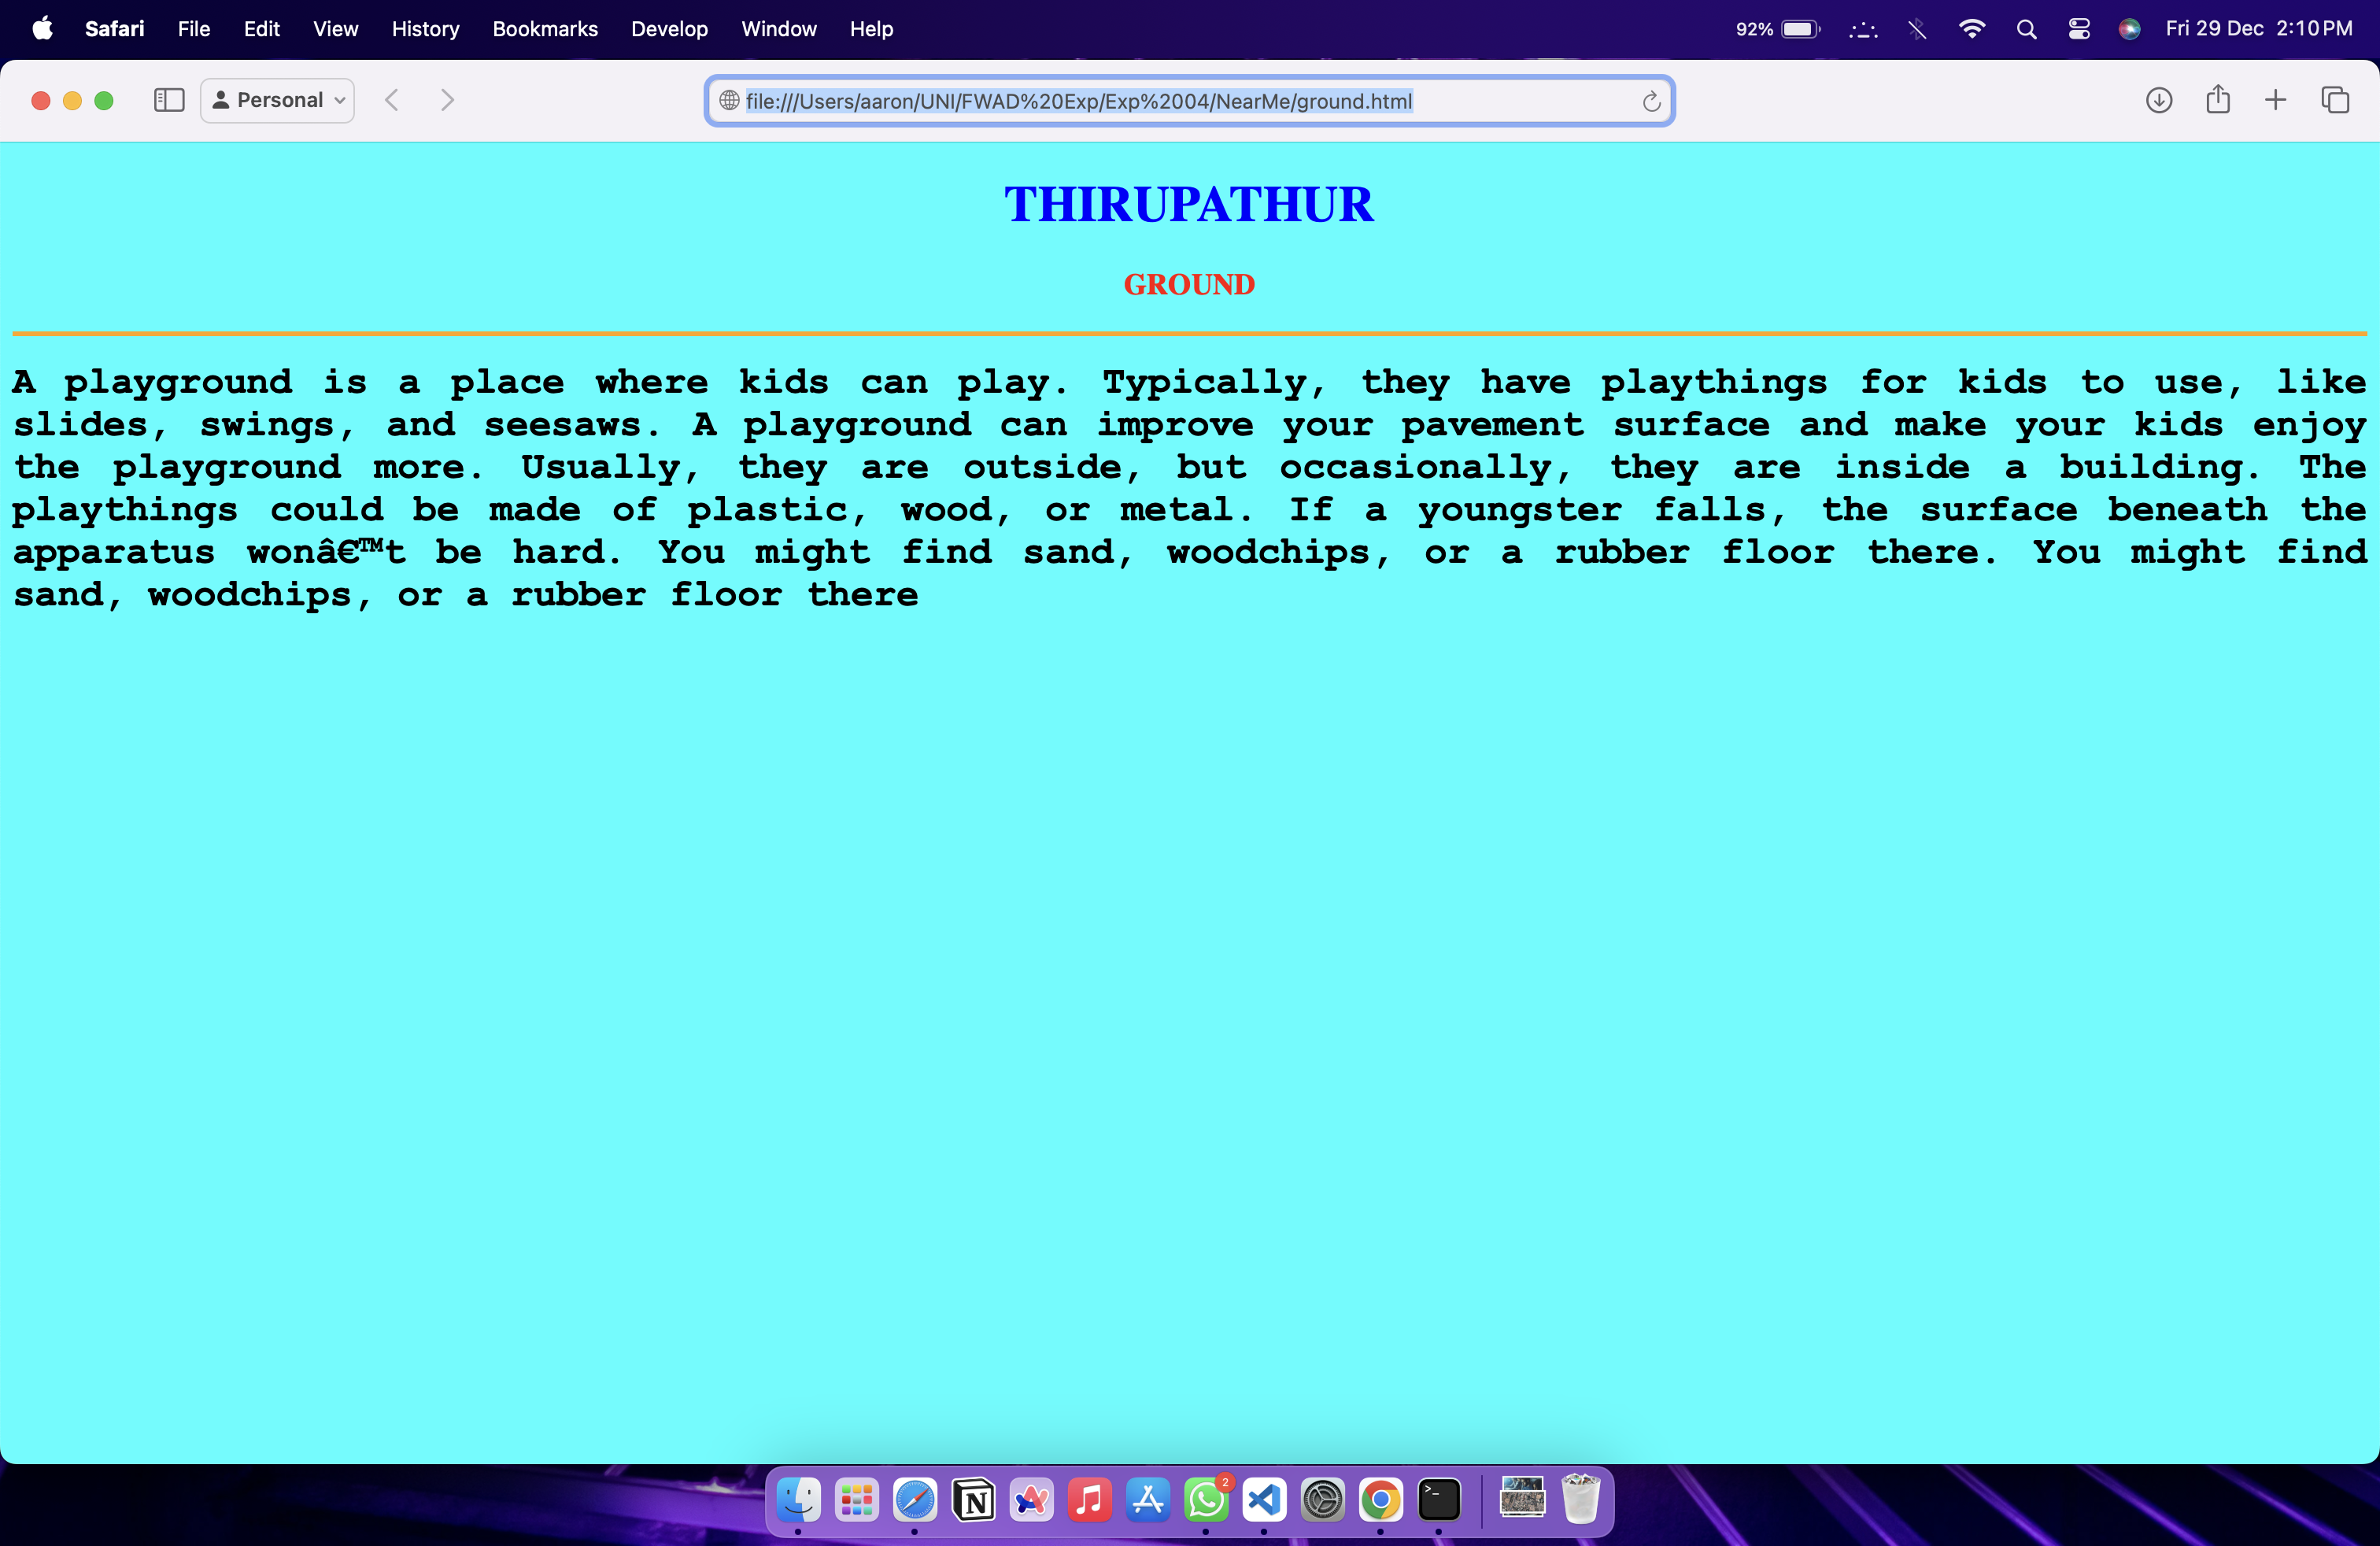 Safari File Edit View History Bookmarks Develop Window Help 92% Fri 29 Dec 2:10 PM
Personal file:///Users/aaron/UNI/FWAD%20Exp/Exp%2004/NearMe/ground.html
THIRUPATHUR
GROUND
A playground is a place where kids can play. Typically, they have playthings for kids to use, like
slides, swings, and seesaws. A playground can improve your pavement surface and make your kids enjoy
the playground more. Usually, they are outside, but occasionally, they are inside a building. The
playthings could be made of plastic, wood, or metal. If a youngster falls, the surface beneath the
apparatus wonâ€™t be hard. You might find sand, woodchips, or a rubber floor there. You might find
sand, woodchips, or a rubber floor there
2